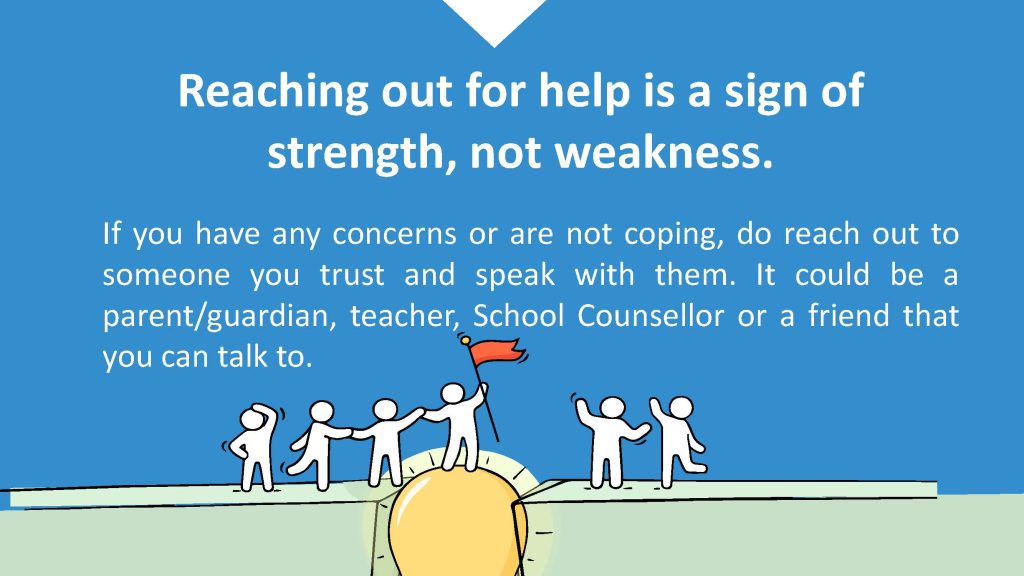 Reaching out for help is a sign of
strength, not weakness.
If you have any concerns or are not coping, do reach out to
someone you trust and speak with them. It could be a
parent/guardian, teacher, School Counsellor or a friend that
you can talk to.